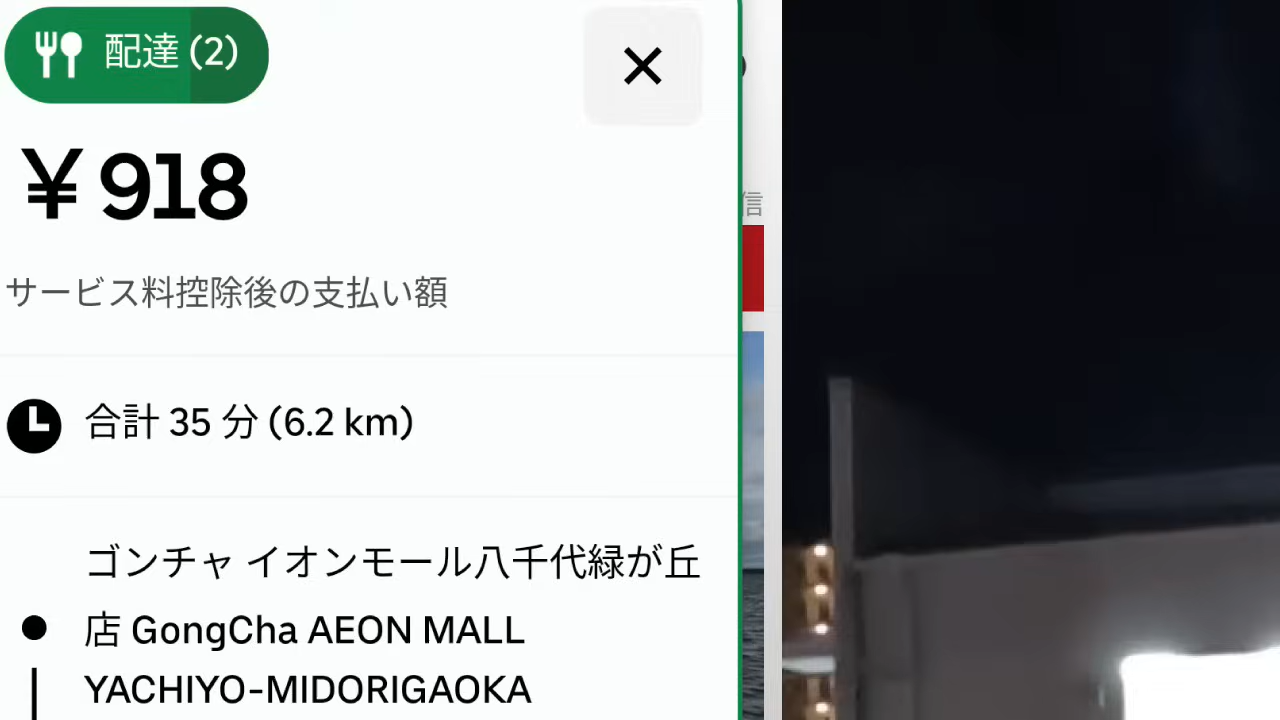 配達 (2)
¥918
サービス料控除後の支払い額
信
合計 35 分 (6.2 km)
ゴンチャ イオンモール八千代緑が丘
店 GongCha AEON MALL
YACHIYO-MIDORIGAOKA